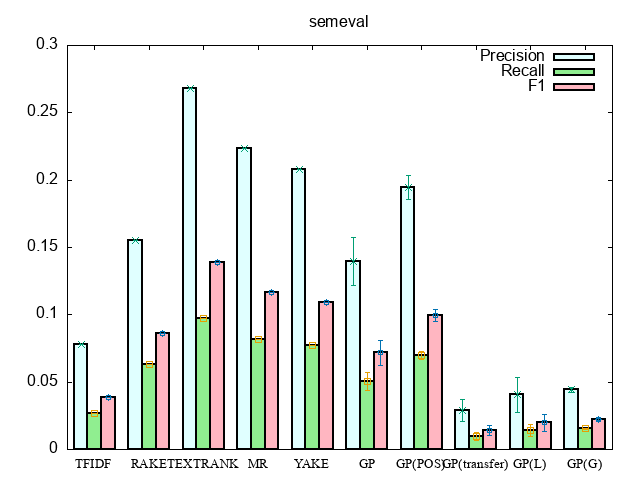 semeval
Precision
Recall
F1
0.3
0.25
0.2
0.15
0.1
0.05
0
TFIDF RAKE TEXTRANK MR YAKE GP GP(POS) GP(transfer) GP(L) GP(G)